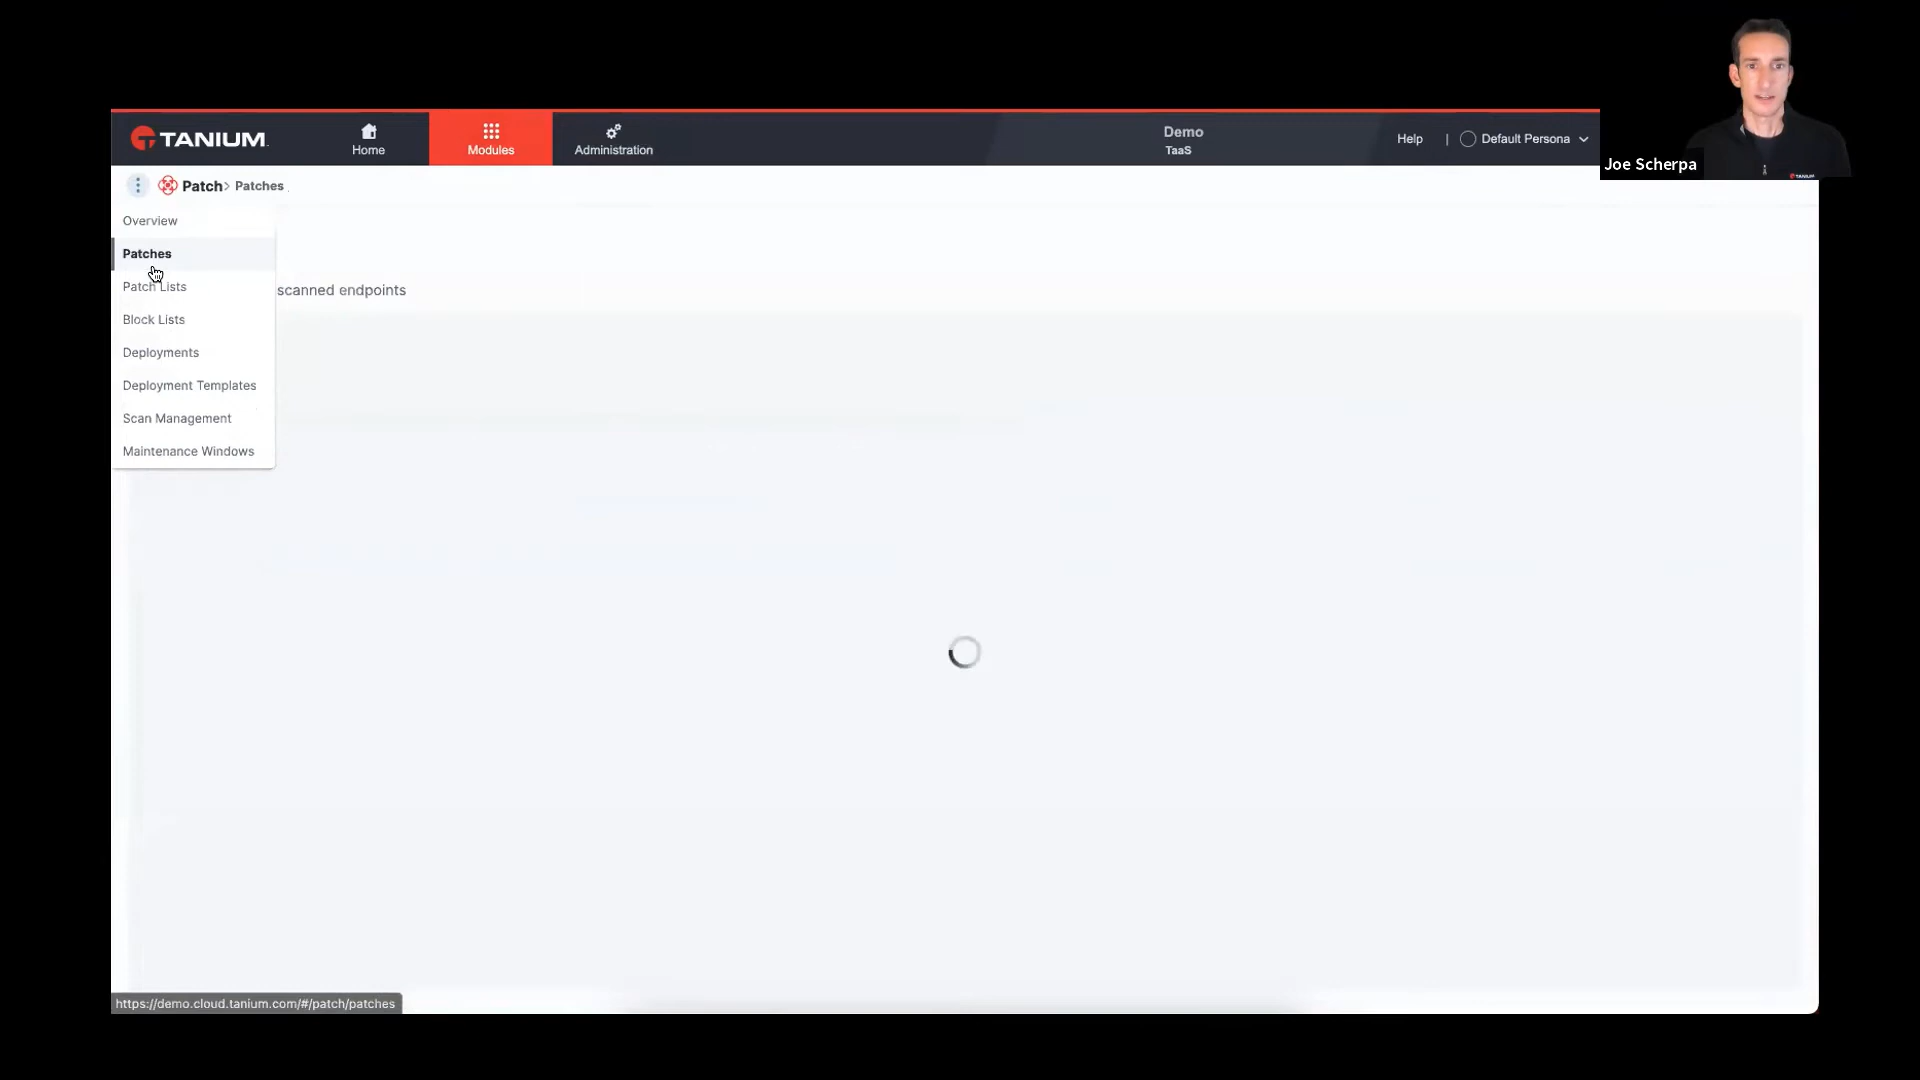 TANIUM
Home
Modules
Administration
Demo
TaaS
Help
|
Default Persona
Joe Scherpa
Patch > Patches
Overview
Patches
scanned endpoints
Patch Lists
Block Lists
Deployments
Deployment Templates
Scan Management
Maintenance Windows
https://demo.cloud.tanium.com/#/patch/patches